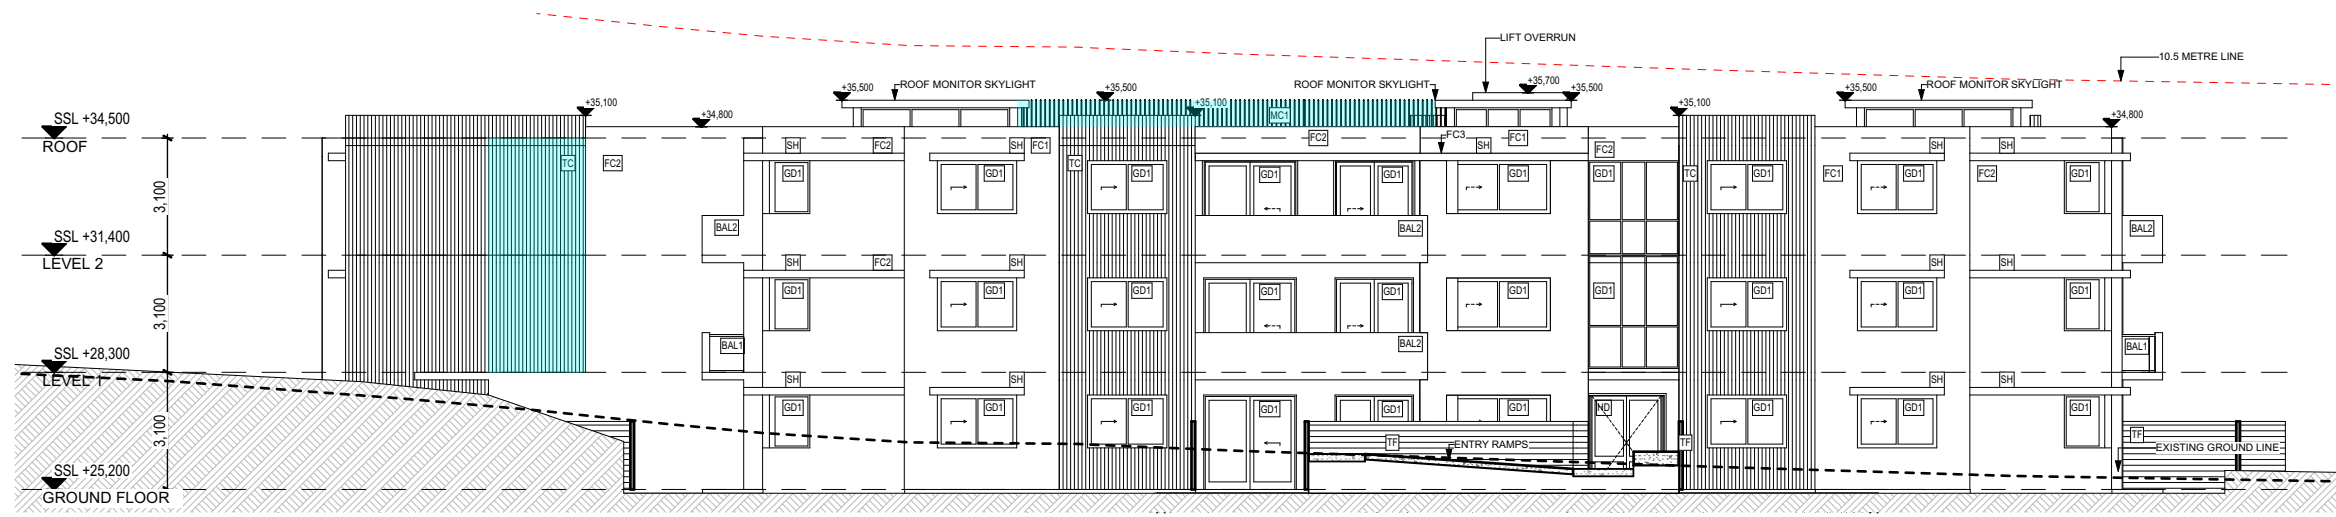 LIFT OVERRUN
10.5 METRE LINE
+35,500
ROOF MONITOR SKYLIGHT
+35,500
ROOF MONITOR SKYLIGHT
+35,700
+35,500
+35,500
ROOF MONITOR SKYLIGHT
+35,100
+34,800
+35,100
MC1
+35,100
+34,800
SSL +34,500
ROOF
TC
FC2
SH
FC2
SH
FC1
TC
FC2
FC3
SH
FC1
FC2
TC
FC1
SH
SH
FC2
GD1
GD1
GD1
GD1
GD1
GD1
GD1
GD1
GD1
GD1
3,100
BAL2
BAL2
BAL2
SSL +31,400
LEVEL 2
SH
FC2
SH
SH
SH
GD1
GD1
GD1
GD1
GD1
GD1
GD1
GD1
GD1
GD1
3,100
BAL1
BAL2
BAL1
SSL +28,300
LEVEL 1
SH
SH
SH
SH
GD1
GD1
GD1
GD1
GD1
GD1
HD
GD1
GD1
GD1
3,100
TF
ENTRY RAMPS
TF
TF
EXISTING GROUND LINE
SSL +25,200
GROUND FLOOR